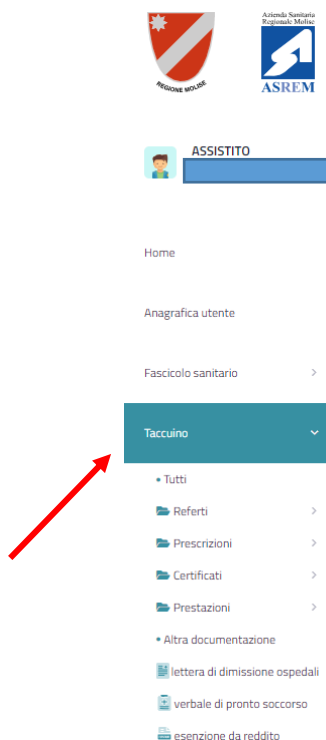 Azienda Sanitaria
Regionale Molise
REGIONE MOLISE
ASREM
ASSISTITO
Home
Anagrafica utente
Fascicolo sanitario
Taccuino
• Tutti
Referti
Prescrizioni
Certificati
Prestazioni
• Altra documentazione
lettera di dimissione ospedali
verbale di pronto soccorso
esenzione da reddito